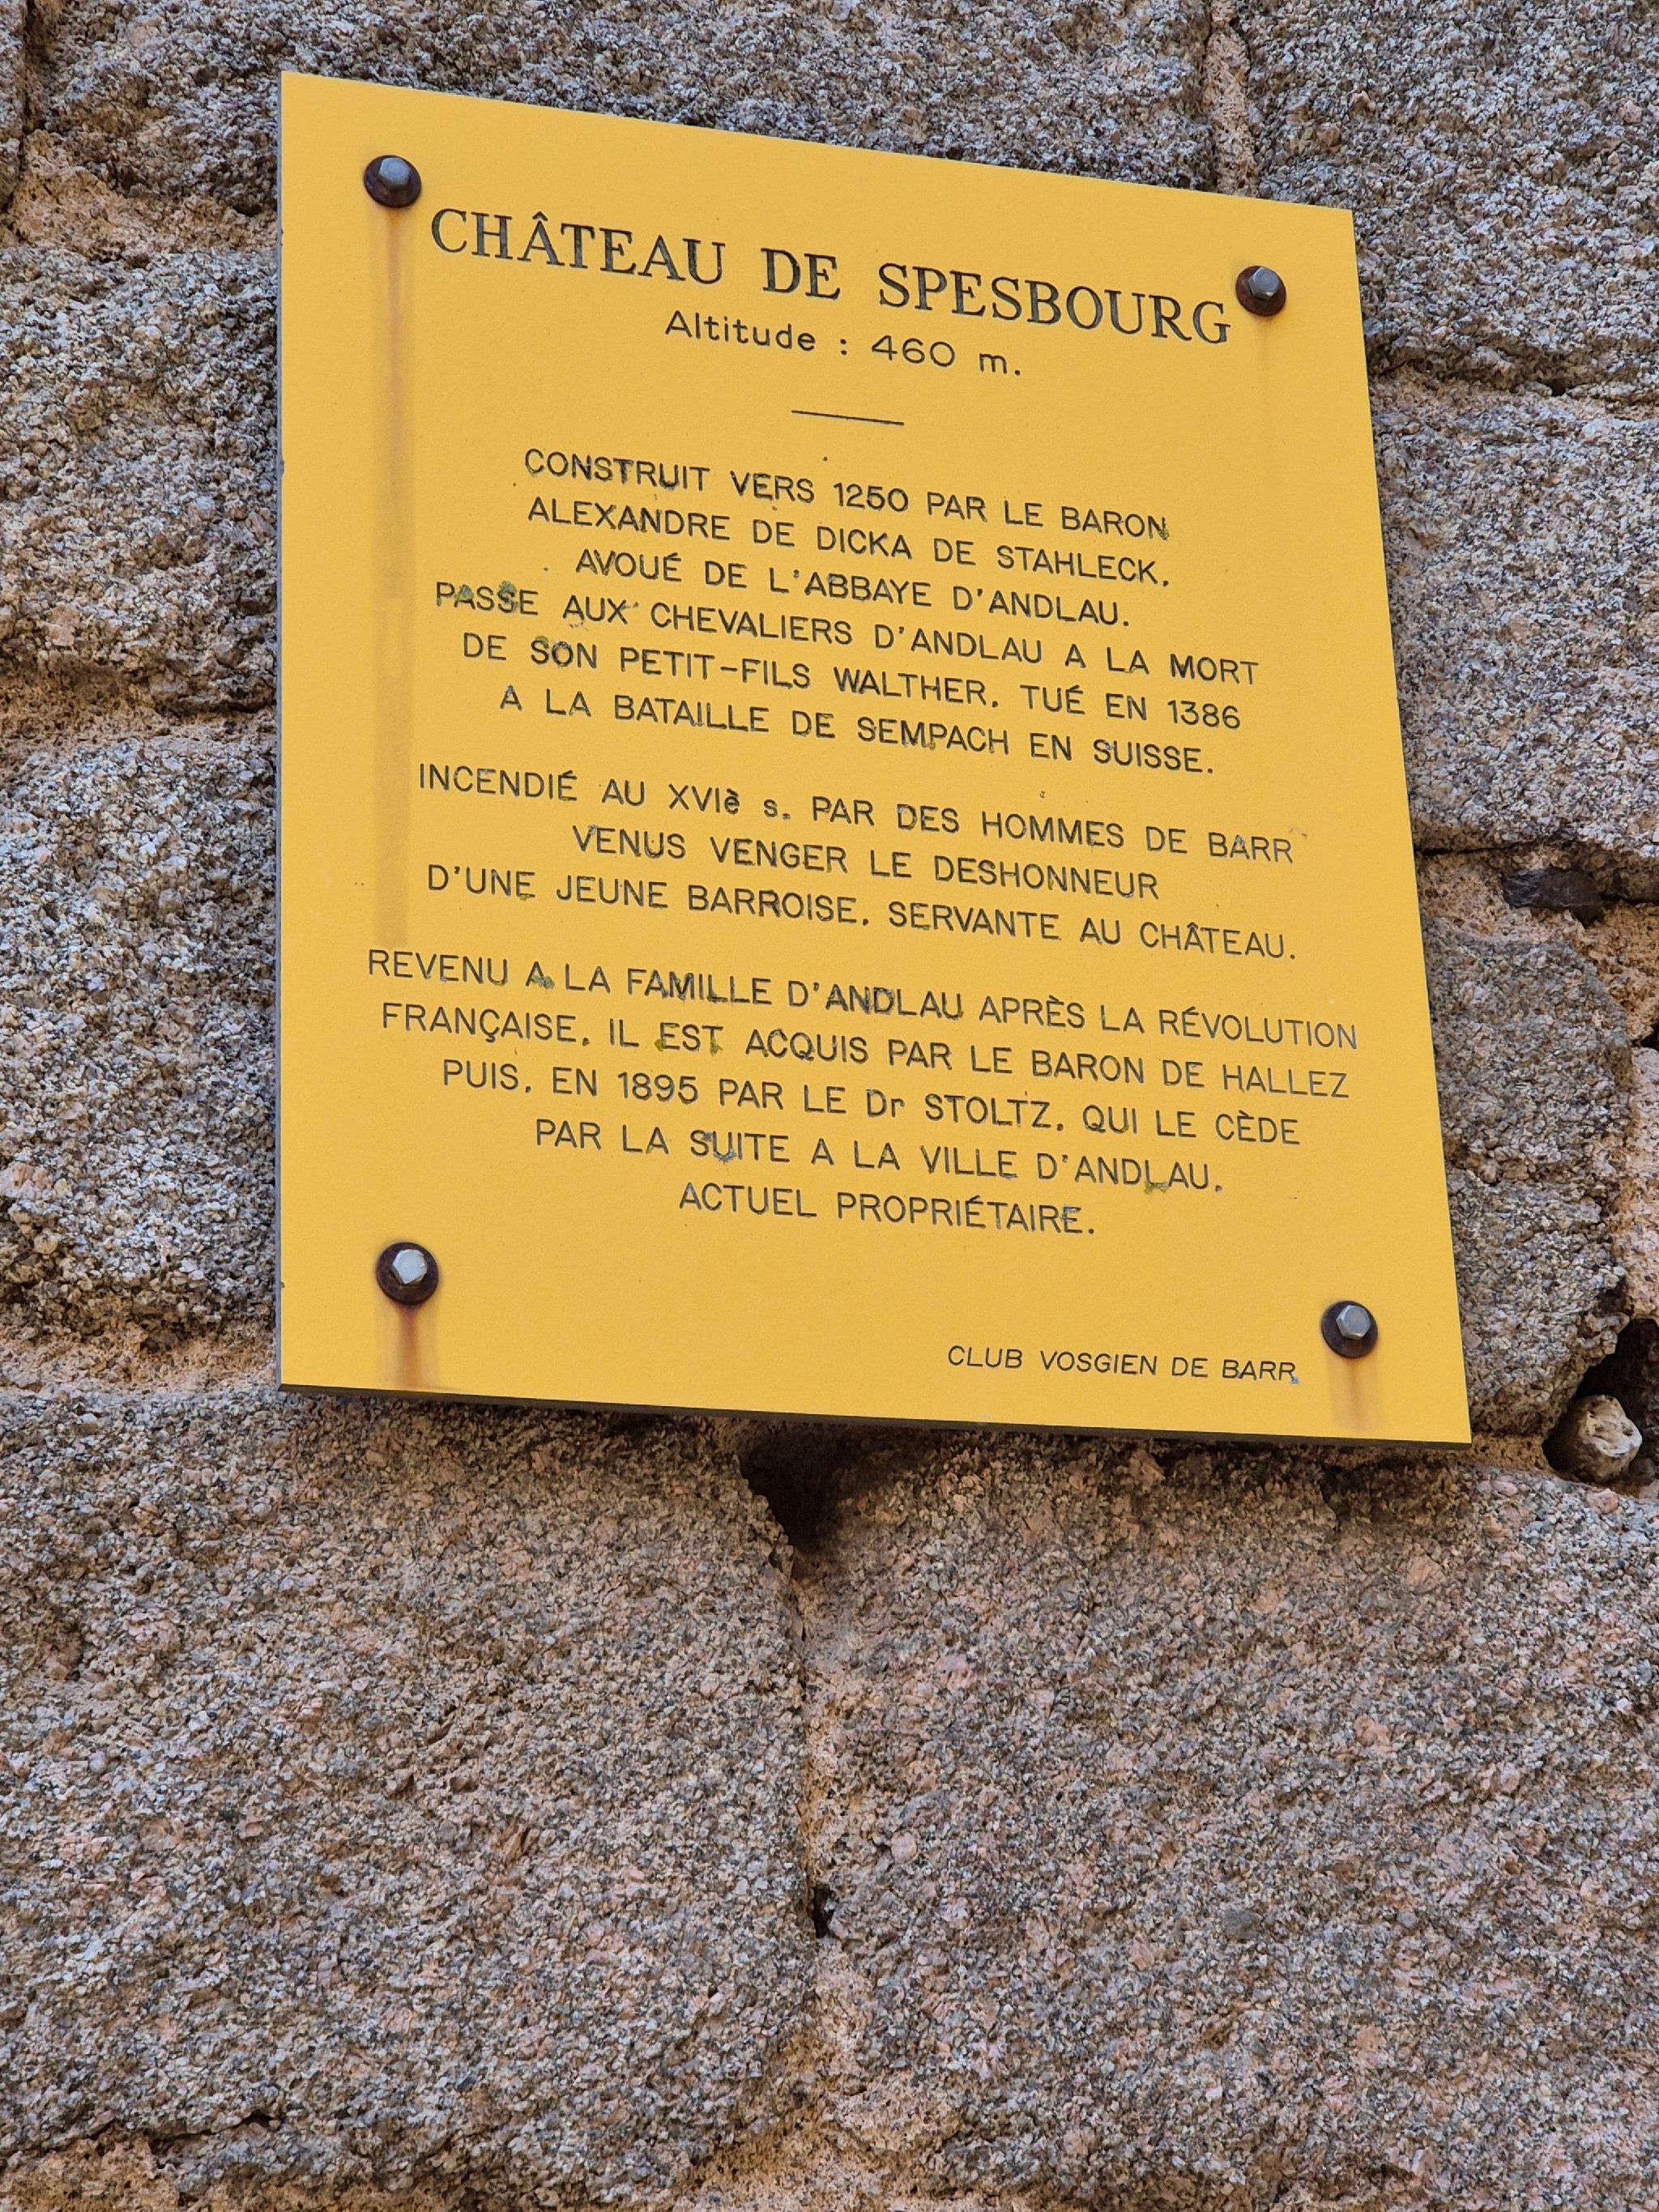 CHÂTEAU DE SPESBOURG
Altitude : 460 m.
CONSTRUIT VERS 1250 PAR LE BARON
ALEXANDRE DE DICKA DE STAHLECK,
AVOUÉ DE L'ABBAYE D'ANDLAU.
PASSE AUX CHEVALIERS D'ANDLAU A LA MORT
DE SON PETIT-FILS WALTHER, TUÉ EN 1386
A LA BATAILLE DE SEMPACH EN SUISSE.
INCENDIÉ AU XVIè s. PAR DES HOMMES DE BARR
VENUS VENGER LE DESHONNEUR
D'UNE JEUNE BARROISE, SERVANTE AU CHÂTEAU.
REVENU A LA FAMILLE D'ANDLAU APRÈS LA RÉVOLUTION
FRANÇAISE, IL EST ACQUIS PAR LE BARON DE HALLEZ
PUIS, EN 1895 PAR LE Dr STOLTZ, QUI LE CÈDE
PAR LA SUITE A LA VILLE D'ANDLAU,
ACTUEL PROPRIÉTAIRE.
CLUB VOSGIEN DE BARR